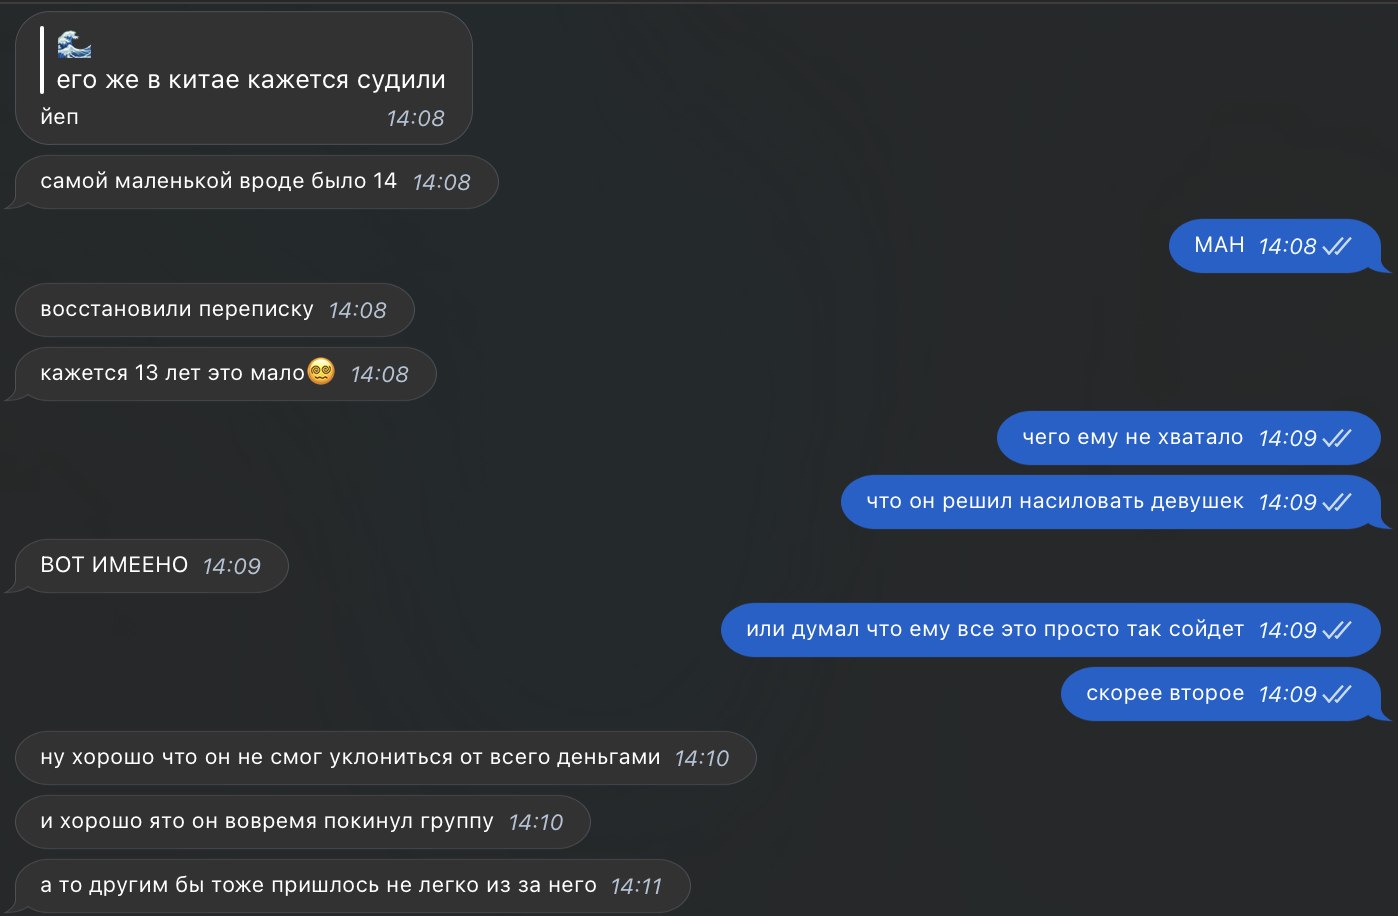 🌊
его же в китае кажется судили
йеп 14:08
самой маленькой вроде было 14 14:08
МАН 14:08
восстановили переписку 14:08
кажется 13 лет это мало😵‍💫 14:08
чего ему не хватало 14:09
что он решил насиловать девушек 14:09
ВОТ ИМЕЕНО 14:09
или думал что ему все это просто так сойдет 14:09
скорее второе 14:09
ну хорошо что он не смог уклониться от всего деньгами 14:10
и хорошо ято он вовремя покинул группу 14:10
а то другим бы тоже пришлось не легко из за него 14:11